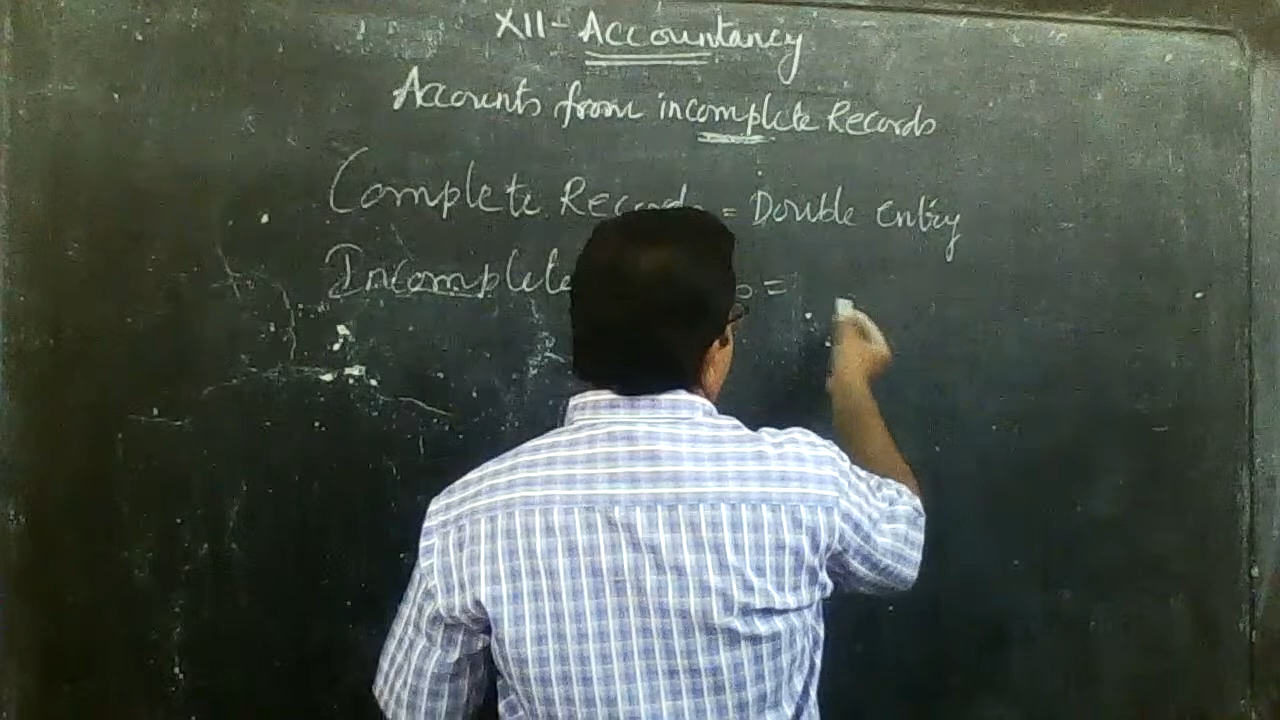 XII - Accountancy
Accounts from incomplete Records
Complete Records = Double entry
Incomplete =